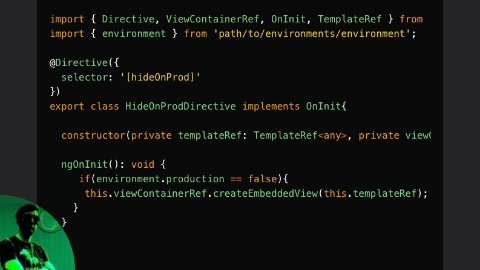 import { Directive, ViewContainerRef, OnInit, TemplateRef } from
import { environment } from 'path/to/environments/environment';
@Directive({
selector: '[hideOnProd]'
})
export class HideOnProdDirective implements OnInit{
constructor(private templateRef: TemplateRef<any>, private view
ngOnInit(): void {
if(environment.production == false){
this.viewContainerRef.createEmbeddedView(this.templateRef);
}
}